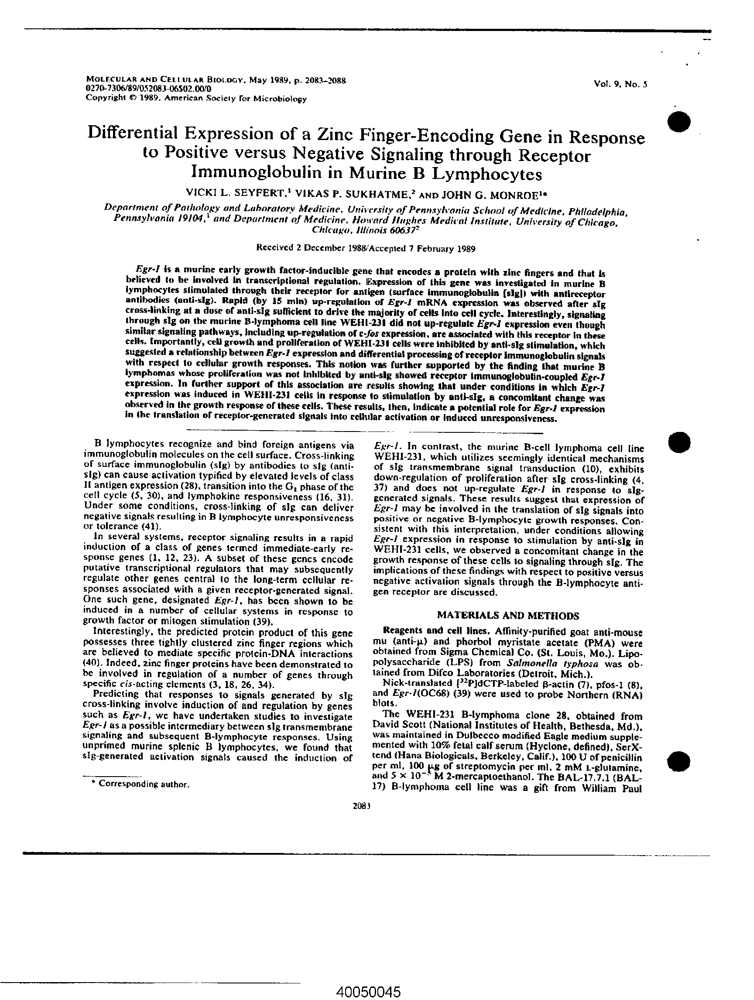 MOLECULAR AND CELLULAR BIOLOGY, May 1989, p. 2083-2088
0270-7306/89/052083-06$02.00/0
Copyright © 1989, American Society for Microbiology
Vol. 9, No. 5
Differential Expression of a Zinc Finger-Encoding Gene in Response
to Positive versus Negative Signaling through Receptor
Immunoglobulin in Murine B Lymphocytes
VICKI L. SEYFERT,¹ VIKAS P. SUKHATME,² AND JOHN G. MONROE¹*
Department of Pathology and Laboratory Medicine, University of Pennsylvania School of Medicine, Philadelphia,
Pennsylvania 19104,¹ and Department of Medicine, Howard Hughes Medical Institute, University of Chicago,
Chicago, Illinois 60637²
Received 2 December 1988/Accepted 7 February 1989
Egr-1 is a murine early growth factor-inducible gene that encodes a protein with zinc fingers and that is
believed to be involved in transcriptional regulation. Expression of this gene was investigated in murine B
lymphocytes stimulated through their receptor for antigen (surface immunoglobulin [sIg]) with antireceptor
antibodies (anti-sIg). Rapid (by 15 min) up-regulation of Egr-1 mRNA expression was observed after sIg
cross-linking at a dose of anti-sIg sufficient to drive the majority of cells into cell cycle. Interestingly, signaling
through sIg on the murine B-lymphoma cell line WEHI-231 did not up-regulate Egr-1 expression even though
similar signaling pathways, including up-regulation of c-fos expression, are associated with this receptor in these
cells. Importantly, cell growth and proliferation of WEHI-231 cells were inhibited by anti-sIg stimulation, which
suggested a relationship between Egr-1 expression and differential processing of receptor immunoglobulin signals
with respect to cellular growth responses. This notion was further supported by the finding that murine B
lymphomas whose proliferation was not inhibited by anti-sIg showed receptor immunoglobulin-coupled Egr-1
expression. In further support of this association are results showing that under conditions in which Egr-1
expression was induced in WEHI-231 cells in response to stimulation by anti-sIg, a concomitant change was
observed in the growth response of these cells. These results, then, indicate a potential role for Egr-1 expression
in the translation of receptor-generated signals into cellular activation or induced unresponsiveness.
B lymphocytes recognize and bind foreign antigens via
immunoglobulin molecules on the cell surface. Cross-linking
of surface immunoglobulin (sIg) by antibodies to sIg (anti-
sIg) can cause activation typified by elevated levels of class
II antigen expression (28), transition into the G₁ phase of the
cell cycle (5, 30), and lymphokine responsiveness (16, 31).
Under some conditions, cross-linking of sIg can deliver
negative signals resulting in B lymphocyte unresponsiveness
or tolerance (41).
In several systems, receptor signaling results in a rapid
induction of a class of genes termed immediate-early re-
sponse genes (1, 12, 23). A subset of these genes encode
putative transcriptional regulators that may subsequently
regulate other genes central to the long-term cellular re-
sponses associated with a given receptor-generated signal.
One such gene, designated Egr-1, has been shown to be
induced in a number of cellular systems in response to
growth factor or mitogen stimulation (39).
Interestingly, the predicted protein product of this gene
possesses three tightly clustered zinc finger regions which
are believed to mediate specific protein-DNA interactions
(40). Indeed, zinc finger proteins have been demonstrated to
be involved in regulation of a number of genes through
specific cis-acting elements (3, 18, 26, 34).
Predicting that responses to signals generated by sIg
cross-linking involve induction of and regulation by genes
such as Egr-1, we have undertaken studies to investigate
Egr-1 as a possible intermediary between sIg transmembrane
signaling and subsequent B-lymphocyte responses. Using
unprimed murine splenic B lymphocytes, we found that
sIg-generated activation signals caused the induction of
* Corresponding author.
Egr-1. In contrast, the murine B-cell lymphoma cell line
WEHI-231, which utilizes seemingly identical mechanisms
of sIg transmembrane signal transduction (10), exhibits
down-regulation of proliferation after sIg cross-linking (4,
37) and does not up-regulate Egr-1 in response to sIg-
generated signals. These results suggest that expression of
Egr-1 may be involved in the translation of sIg signals into
positive or negative B-lymphocyte growth responses. Con-
sistent with this interpretation, under conditions allowing
Egr-1 expression in response to stimulation by anti-sIg in
WEHI-231 cells, we observed a concomitant change in the
growth response of these cells to signaling through sIg. The
implications of these findings with respect to positive versus
negative activation signals through the B-lymphocyte anti-
gen receptor are discussed.
MATERIALS AND METHODS
Reagents and cell lines. Affinity-purified goat anti-mouse
mu (anti-μ) and phorbol myristate acetate (PMA) were
obtained from Sigma Chemical Co. (St. Louis, Mo.). Lipo-
polysaccharide (LPS) from Salmonella typhosa was ob-
tained from Difco Laboratories (Detroit, Mich.).
Nick-translated [³²P]dCTP-labeled β-actin (7), pfos-1 (8),
and Egr-1(OC68) (39) were used to probe Northern (RNA)
blots.
The WEHI-231 B-lymphoma clone 28, obtained from
David Scott (National Institutes of Health, Bethesda, Md.),
was maintained in Dulbecco modified Eagle medium supple-
mented with 10% fetal calf serum (Hyclone, defined), SerX-
tend (Hana Biologicals, Berkeley, Calif.), 100 U of penicillin
per ml, 100 μg of streptomycin per ml, 2 mM L-glutamine,
and 5 × 10⁻⁵ M 2-mercaptoethanol. The BAL-17.7.1 (BAL-
17) B-lymphoma cell line was a gift from William Paul
2083
40050045